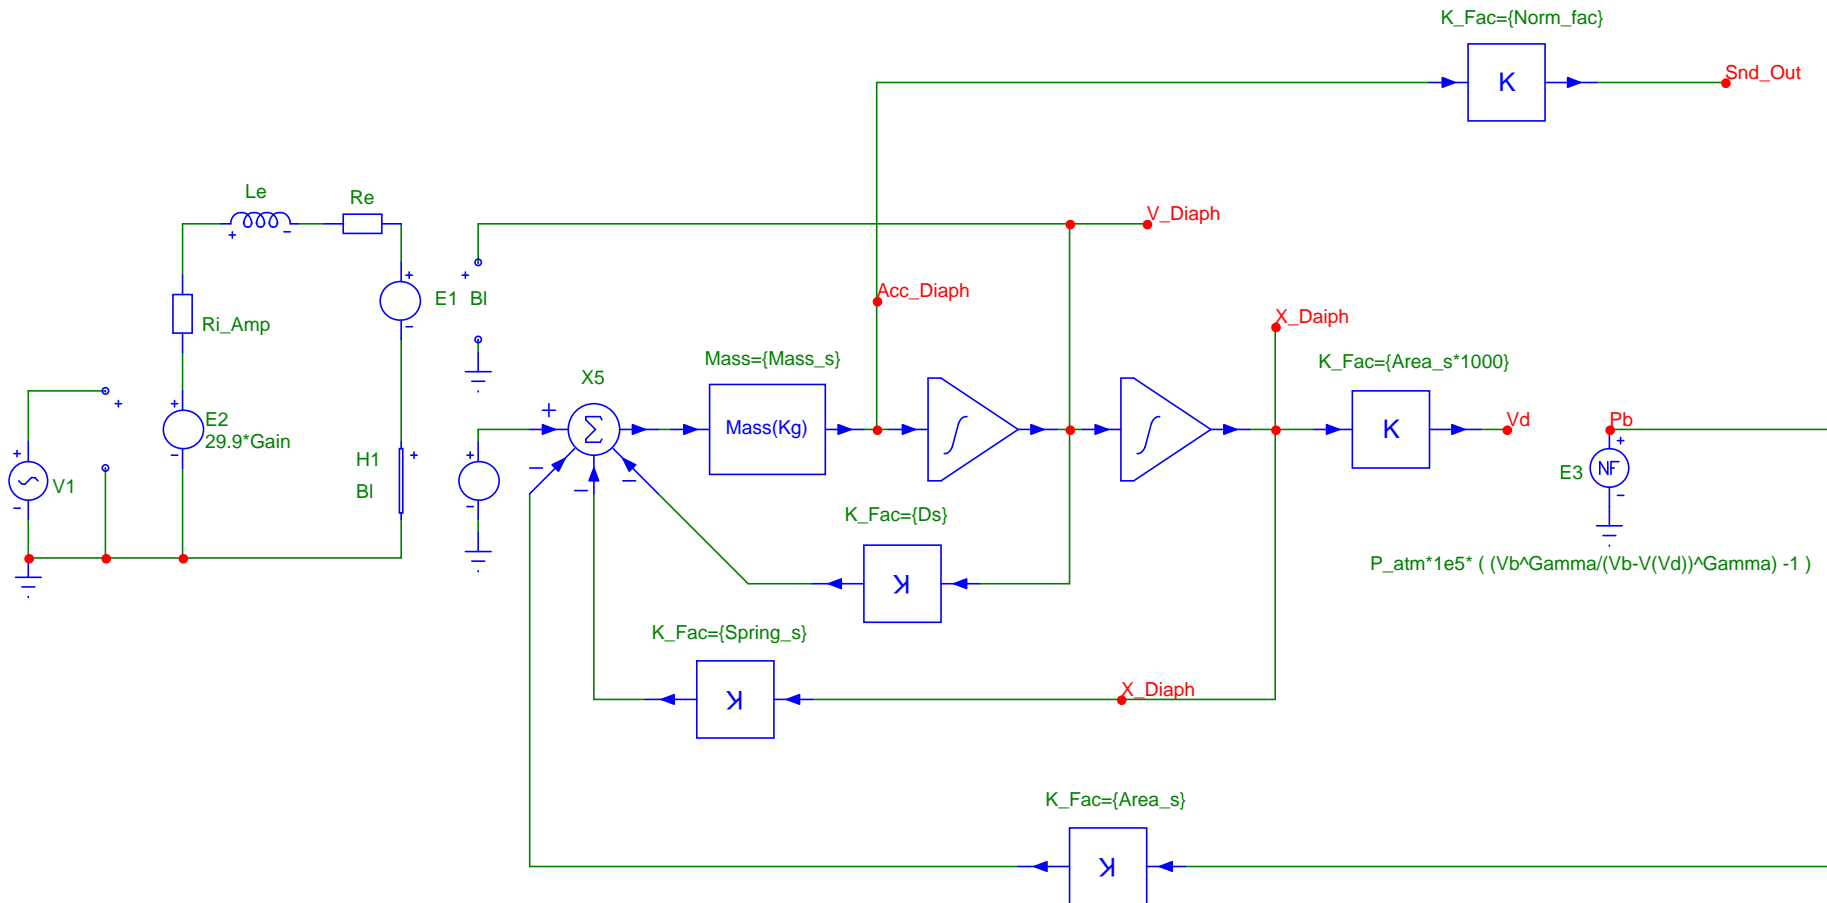 K_Fac={Norm_fac}
K
Snd_Out
Le
Re
V_Diaph
E1 Bl
Acc_Diaph
Ri_Amp
X_Daiph
Mass={Mass_s}
K_Fac={Area_s*1000}
X5
E2
29.9*Gain
Σ
Mass(Kg)
K
Vd
Pb
H1
Bl
V1
E3
NF
K_Fac={Ds}
P_atm*1e5* ( (Vb^Gamma/(Vb-V(Vd))^Gamma) -1 )
K
K_Fac={Spring_s}
K
X_Diaph
K_Fac={Area_s}
K